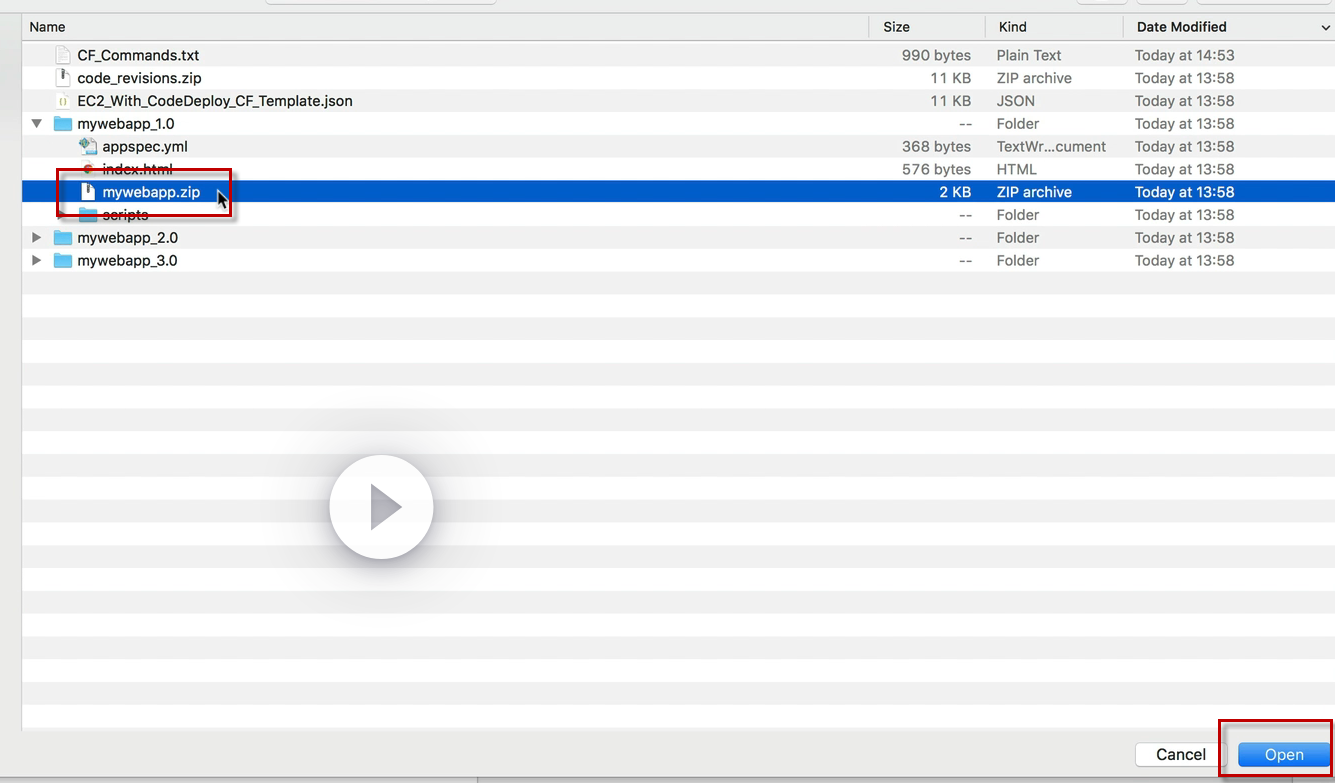 Name Size Kind Date Modified
CF_Commands.txt 990 bytes Plain Text Today at 14:53
code_revisions.zip 11 KB ZIP archive Today at 13:58
EC2_With_CodeDeploy_CF_Template.json 11 KB JSON Today at 13:58
mywebapp_1.0 -- Folder Today at 13:58
appspec.yml 368 bytes TextWr...cument Today at 13:58
index.html 576 bytes HTML Today at 13:58
mywebapp.zip 2 KB ZIP archive Today at 13:58
scripts -- Folder Today at 13:58
mywebapp_2.0 -- Folder Today at 13:58
mywebapp_3.0 -- Folder Today at 13:58
Cancel Open